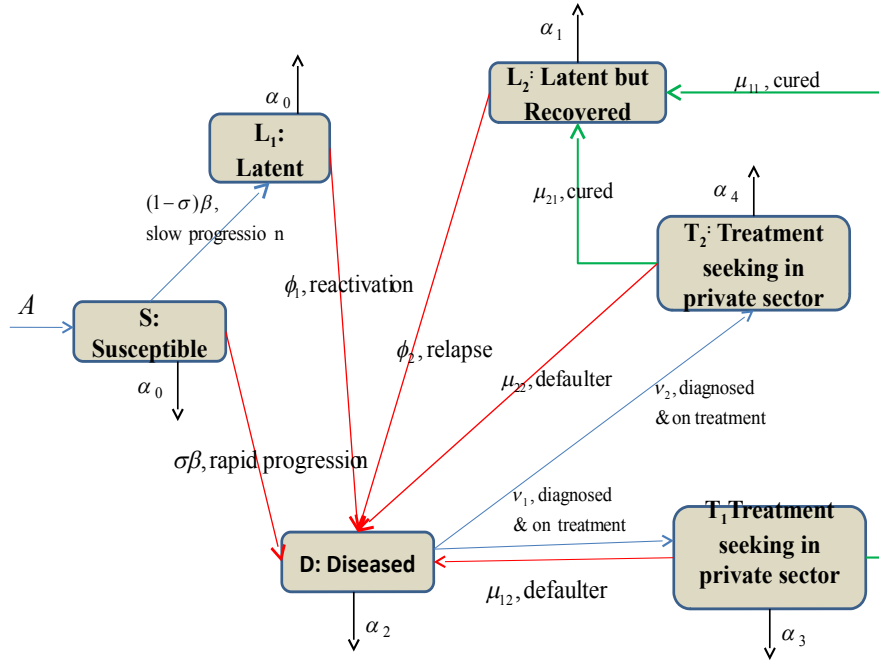 α₁
L₂: Latent but
Recovered
μ₁₁, cured
α₀
L₁:
Latent
μ₂₁, cured
α₄
(1−σ)β,
slow progressio n
T₂: Treatment
seeking in
private sector
A
ϕ₁, reactivation
S:
Susceptible
ϕ₂, relapse
μ₂₂, defaulter
α₀
ν₂, diagnosed
& on treatment
σβ, rapid progression
ν₁, diagnosed
& on treatment
T₁Treatment
seeking in
private sector
D: Diseased
μ₁₂, defaulter
α₂
α₃